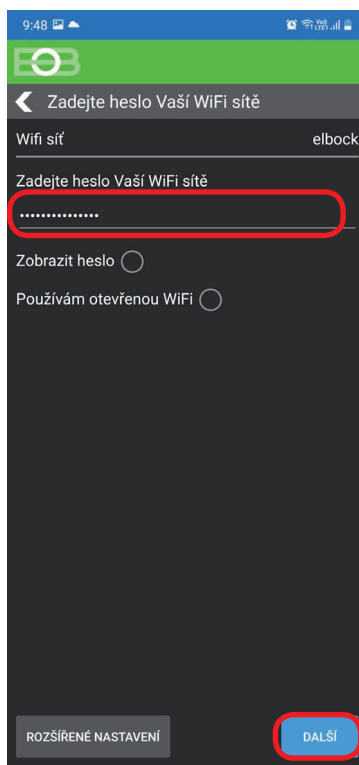 9:48
EOB
Zadejte heslo Vaší WiFi sítě
Wifi síť elbock
Zadejte heslo Vaší WiFi sítě
•••••••••••••••
Zobrazit heslo
Používám otevřenou WiFi
ROZŠÍŘENÉ NASTAVENÍ DALŠÍ